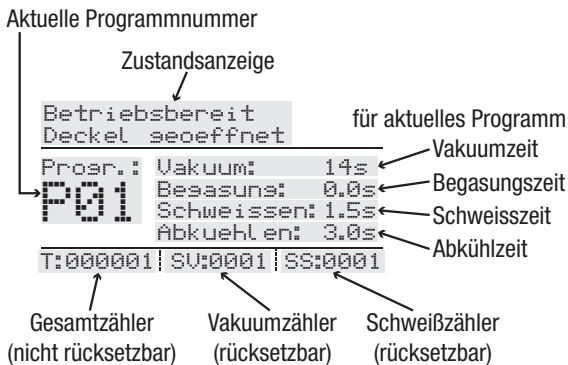 Aktuelle Programmnummer
Zustandsanzeige
Betriebsbereit
Deckel geoeffnet
für aktuelles Programm
Progr.:
P01
Vakuum: 14s
Vakuumzeit
Begasung: 0.0s
Begasungszeit
Schweissen: 1.5s
Schweisszeit
Abkuehlen: 3.0s
Abkühlzeit
T:000001 SV:0001 SS:0001
Gesamtzähler Vakuumzähler Schweißzähler
(nicht rücksetzbar) (rücksetzbar) (rücksetzbar)